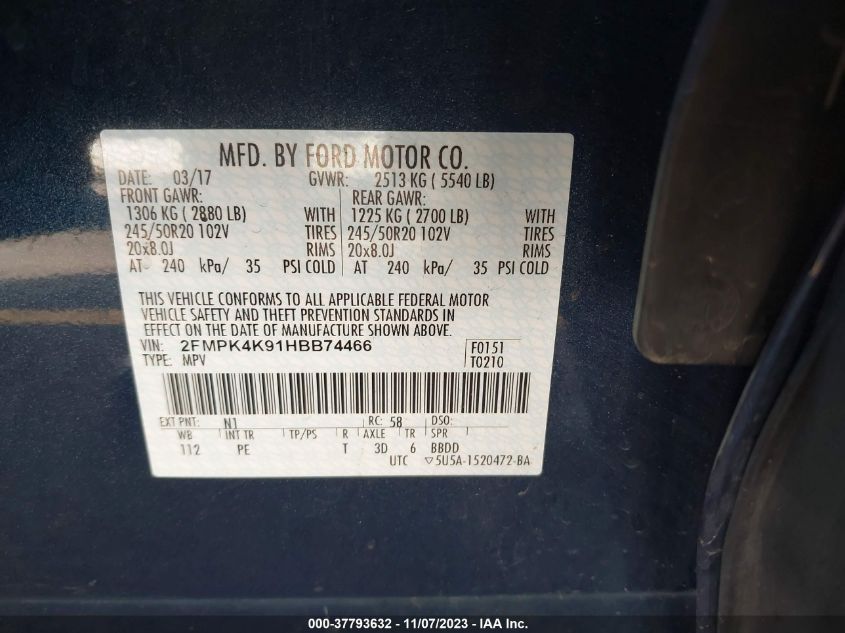 MFD. BY FORD MOTOR CO.
DATE: 03/17 GVWR: 2513 KG ( 5540 LB)
FRONT GAWR: REAR GAWR:
1306 KG ( 2880 LB) WITH 1225 KG ( 2700 LB) WITH
245/50R20 102V TIRES 245/50R20 102V TIRES
20x8.0J RIMS 20x8.0J RIMS
AT 240 kPa/ 35 PSI COLD AT 240 kPa/ 35 PSI COLD
THIS VEHICLE CONFORMS TO ALL APPLICABLE FEDERAL MOTOR
VEHICLE SAFETY AND THEFT PREVENTION STANDARDS IN
EFFECT ON THE DATE OF MANUFACTURE SHOWN ABOVE.
VIN: 2FMPK4K91HBB74466 F0151
TYPE: MPV T0210
EXT PNT: N1 RC: 58 DSO:
WB INT TR TP/PS R AXLE TR SPR
112 PE T 3D 6 BBDD
UTC ▽5U5A-1520472-BA
000-37793632 - 11/07/2023 - IAA Inc.